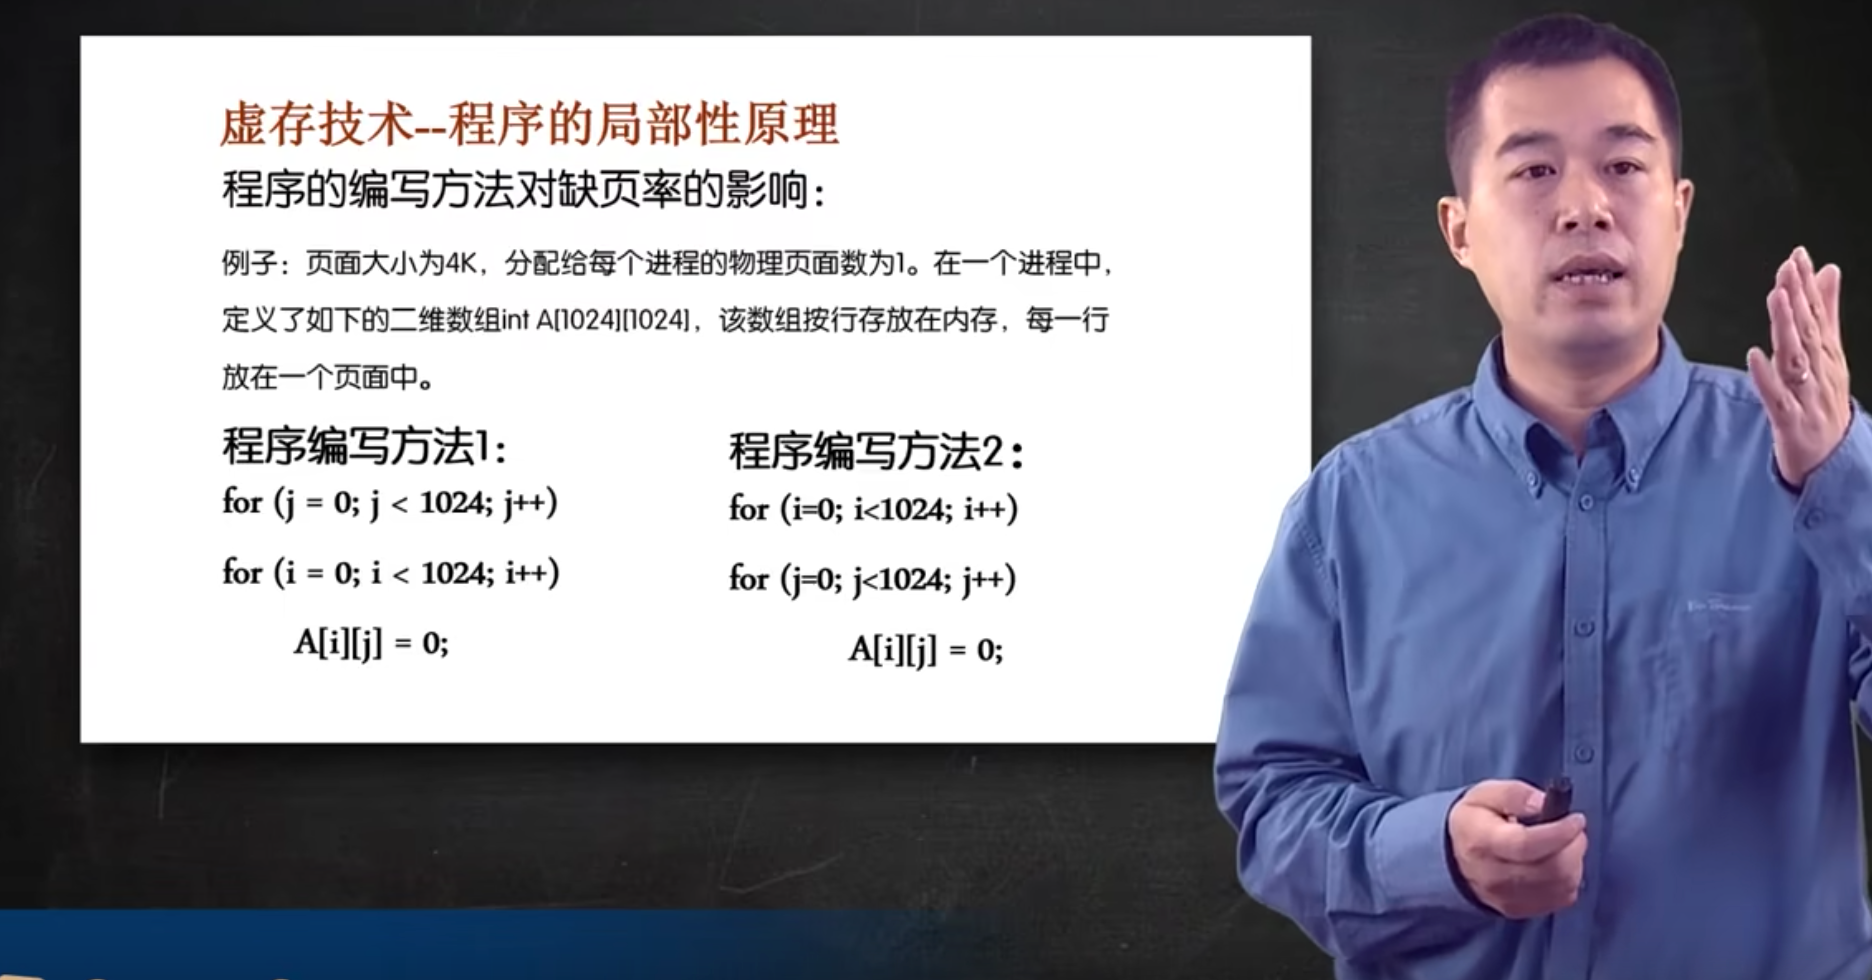 虚存技术--程序的局部性原理
程序的编写方法对缺页率的影响：
例子：页面大小为4K，分配给每个进程的物理页面数为1。在一个进程中，
定义了如下的二维数组int A[1024][1024]，该数组按行存放在内存，每一行
放在一个页面中。
程序编写方法1：
for (j = 0; j < 1024; j++)
for (i = 0; i < 1024; i++)
A[i][j] = 0;
程序编写方法2：
for (i=0; i<1024; i++)
for (j=0; j<1024; j++)
A[i][j] = 0;